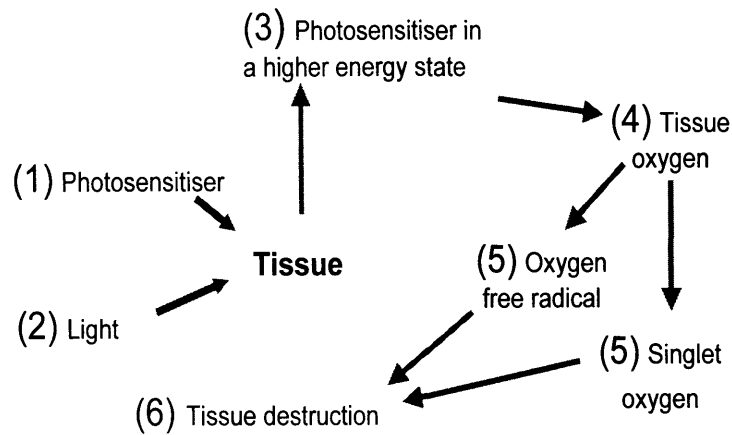 (3) Photosensitiser in
a higher energy state
(4) Tissue
oxygen
(1) Photosensitiser
Tissue
(5) Oxygen
free radical
(2) Light
(5) Singlet
oxygen
(6) Tissue destruction